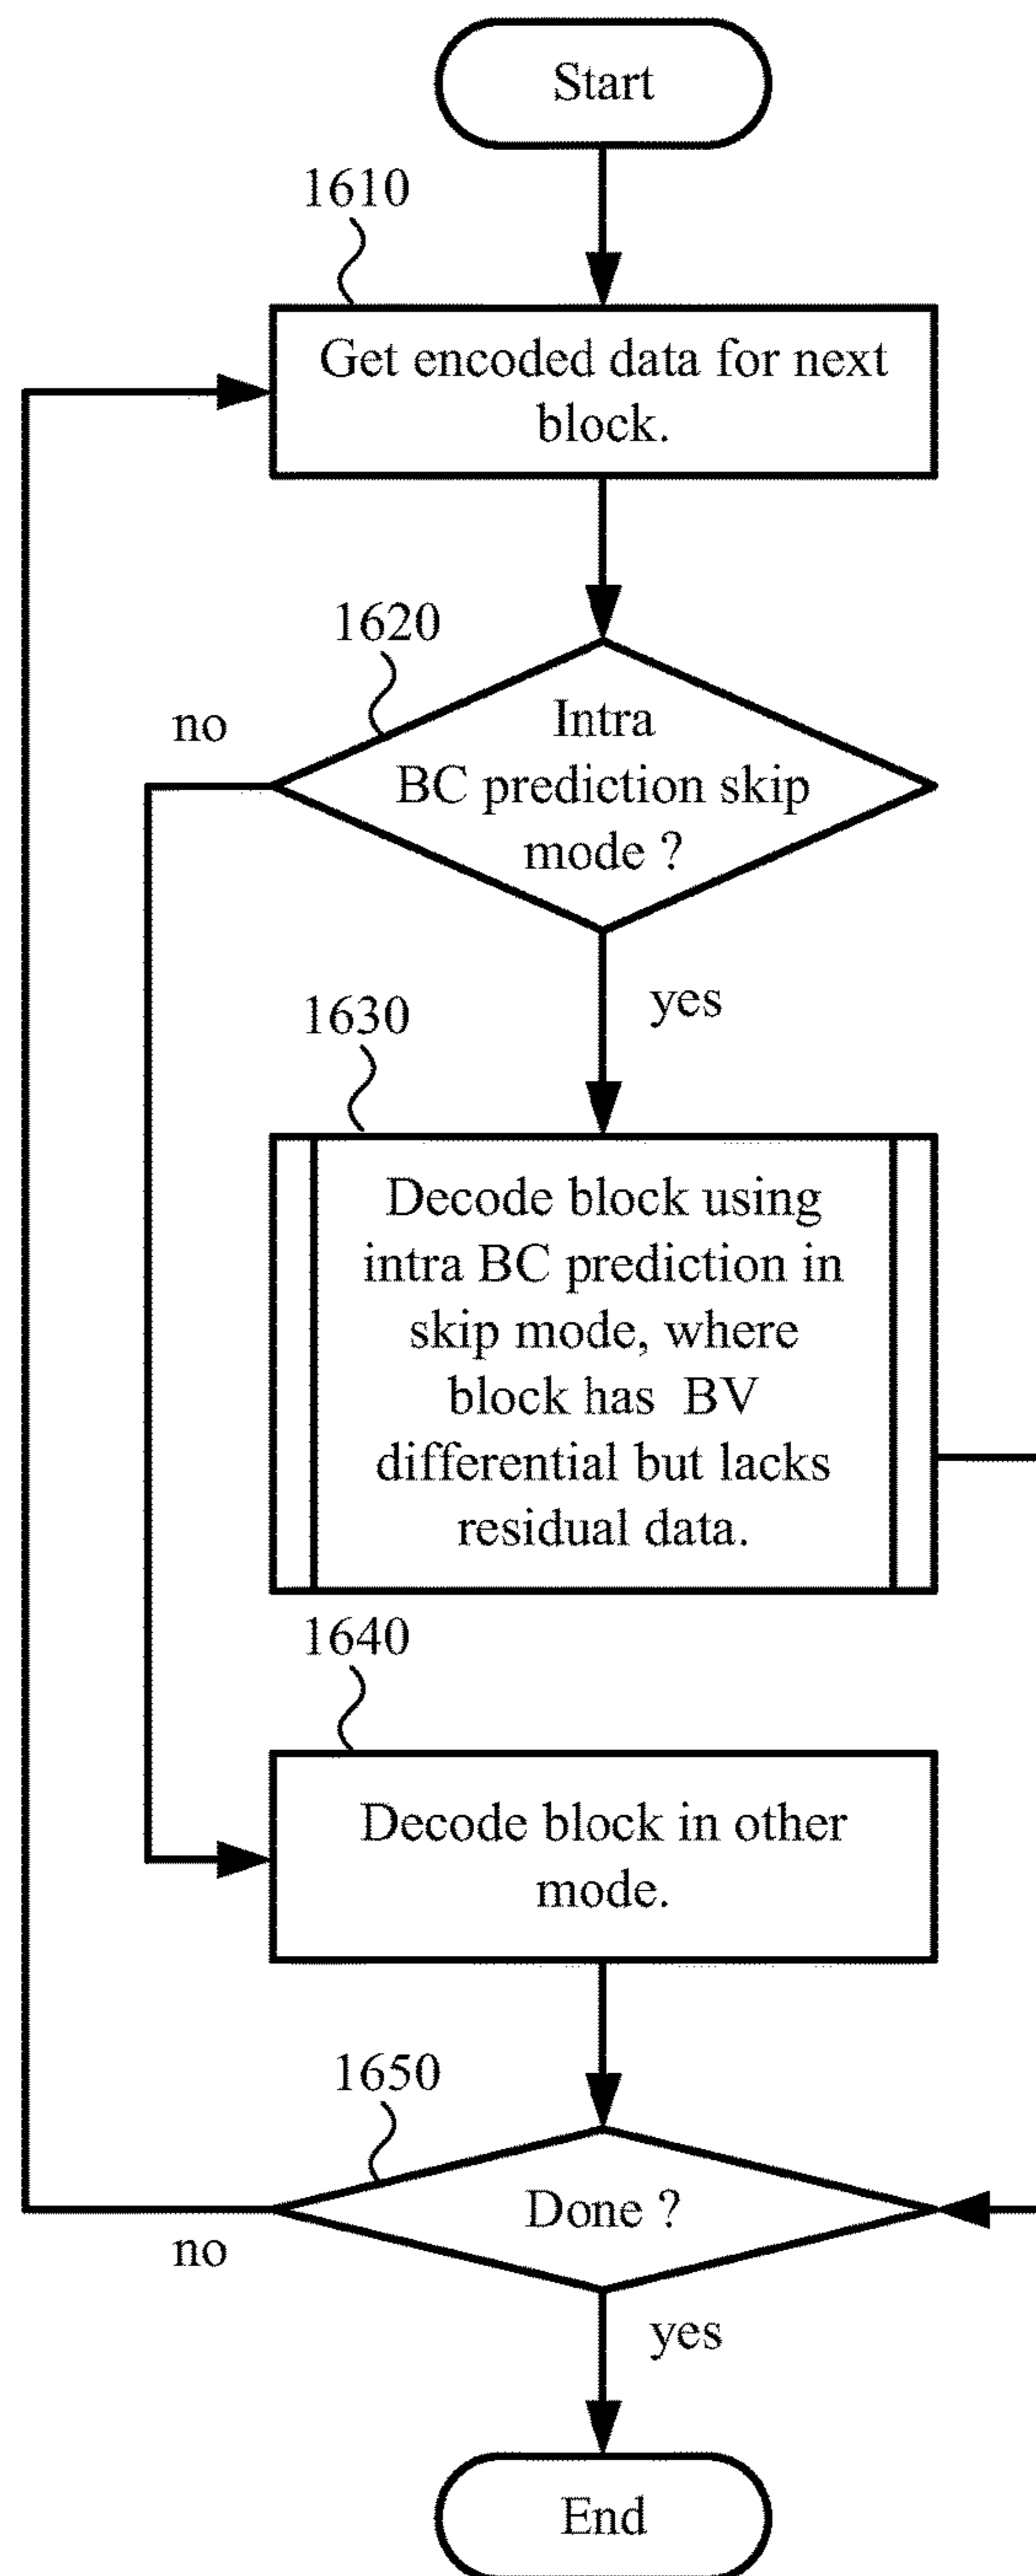 Start
1610
Get encoded data for next
block.
1620
no
Intra
BC prediction skip
mode ?
yes
1630
Decode block using
intra BC prediction in
skip mode, where
block has BV
differential but lacks
residual data.
1640
Decode block in other
mode.
1650
Done ?
no
yes
End